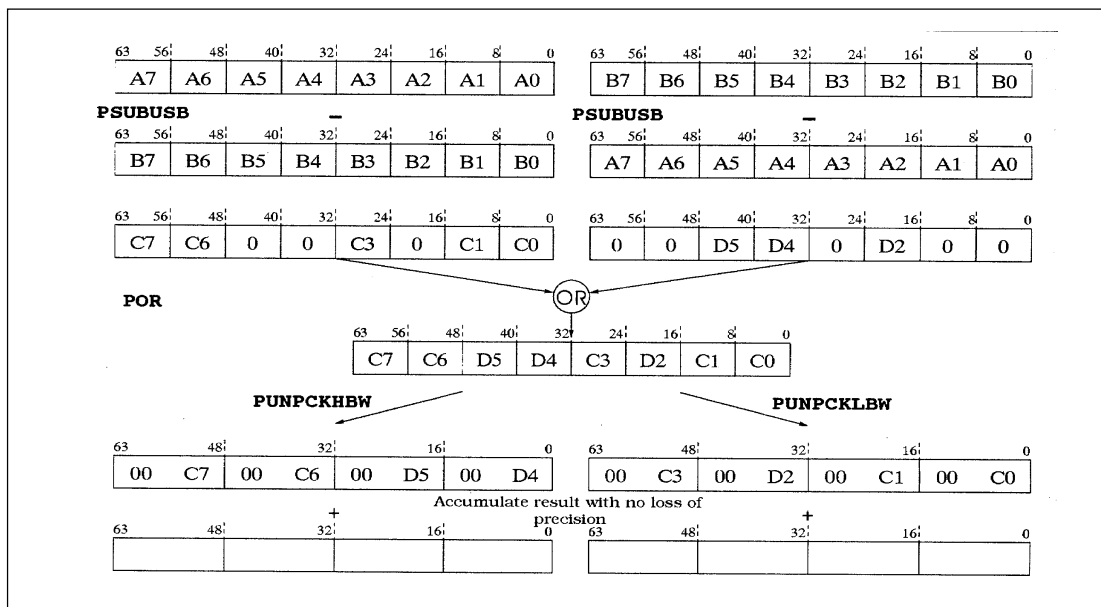 63 56 48 40 32 24 16 8 0
A7 A6 A5 A4 A3 A2 A1 A0
63 56 48 40 32 24 16 8 0
B7 B6 B5 B4 B3 B2 B1 B0
PSUBUSB −
PSUBUSB −
63 56 48 40 32 24 16 8 0
B7 B6 B5 B4 B3 B2 B1 B0
63 56 48 40 32 24 16 8 0
A7 A6 A5 A4 A3 A2 A1 A0
63 56 48 40 32 24 16 8 0
C7 C6 0 0 C3 0 C1 C0
63 56 48 40 32 24 16 8 0
0 0 D5 D4 0 D2 0 0
POR
OR
63 56 48 40 32 24 16 8 0
C7 C6 D5 D4 C3 D2 C1 C0
PUNPCKHBW
PUNPCKLBW
63 48 32 16 0
00 C7 00 C6 00 D5 00 D4
63 48 32 16 0
00 C3 00 D2 00 C1 00 C0
Accumulate result with no loss of
precision
+
+
63 48 32 16 0
63 48 32 16 0